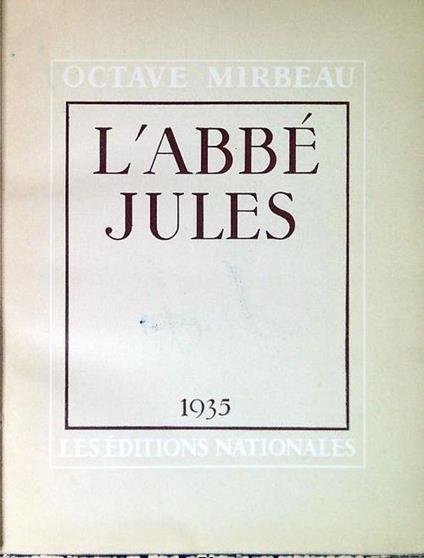 OCTAVE MIRBEAU
L'ABBÉ
JULES
1935
LES ÉDITIONS NATIONALES